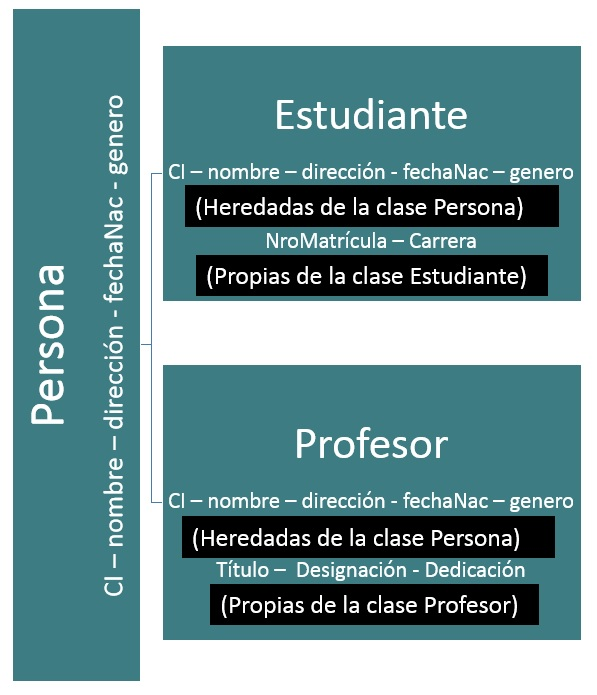 Persona
CI – nombre – dirección - fechaNac - genero
Estudiante
CI – nombre – dirección - fechaNac – genero
(Heredadas de la clase Persona)
NroMatrícula – Carrera
(Propias de la clase Estudiante)
Profesor
CI – nombre – dirección - fechaNac – genero
(Heredadas de la clase Persona)
Título – Designación - Dedicación
(Propias de la clase Profesor)